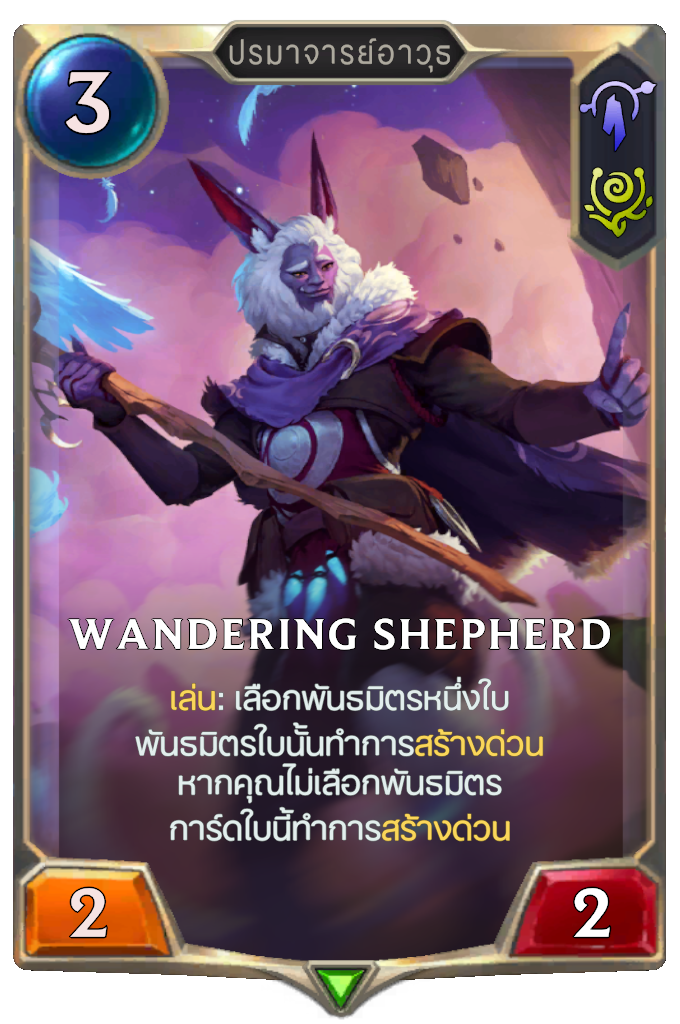 ปรมาจารย์อาวุธ
3
WANDERING SHEPHERD
เล่น: เลือกพันธมิตรหนึ่งใบ
พันธมิตรใบนั้นทำการสร้างด่วน
หากคุณไม่เลือกพันธมิตร
การ์ดใบนี้ทำการสร้างด่วน
2
2